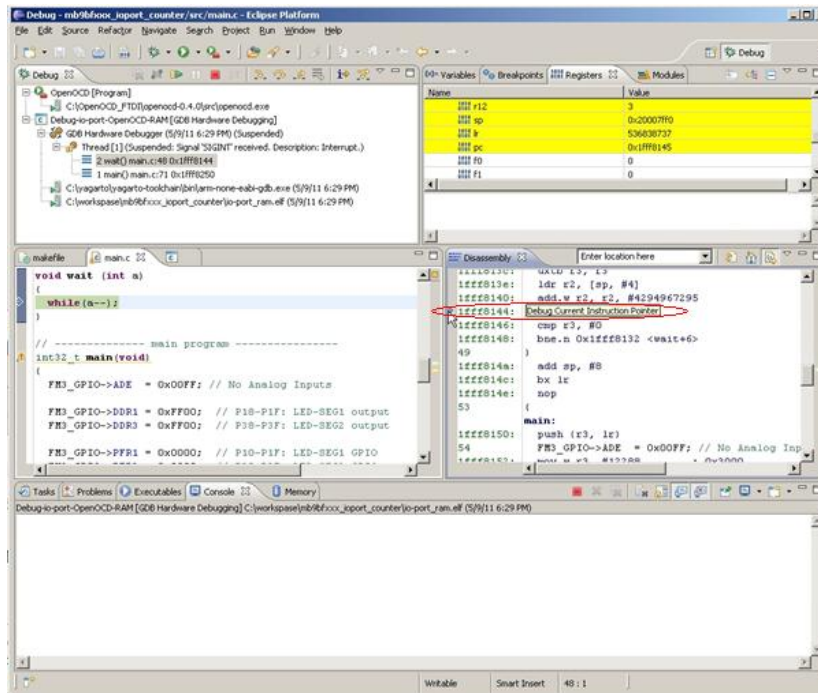 Debug - mb9bfxxx_ioport_counter/src/main.c - Eclipse Platform
File Edit Source Refactor Navigate Search Project Run Window Help
Debug
Debug
OpenOCD [Program]
C:\OpenOCD_FTDI\openocd-0.4.0\src\openocd.exe
Debug-io-port-OpenOCD-RAM [GDB Hardware Debugging]
GDB Hardware Debugger (5/9/11 6:29 PM) (Suspended)
Thread [1] (Suspended: Signal 'SIGINT' received. Description: Interrupt.)
2 wait() main.c:48 0x1fff8144
1 main() main.c:71 0x1fff8250
C:\yagarto\yagarto-toolchain\bin\arm-none-eabi-gdb.exe (5/9/11 6:29 PM)
C:\workspase\mb9bfxxx_ioport_counter\io-port_ram.elf (5/9/11 6:29 PM)
Variables Breakpoints Registers Modules
Name Value
r12 3
sp 0x20007ff0
lr 536838737
pc 0x1fff8145
f0 0
f1 0
makefile main.c
void wait (int a)
{
while(a--);
}
// -------------- main program ----------------
int32_t main(void)
{
FM3_GPIO->ADE = 0x00FF; // No Analog Inputs
FM3_GPIO->DDR1 = 0xFF00; // P18-P1F: LED-SEG1 output
FM3_GPIO->DDR3 = 0xFF00; // P38-P3F: LED-SEG2 output
FM3_GPIO->PFR1 = 0x0000; // P10-P1F: LED-SEG1 GPIO
Disassembly Enter location here
1fff813c: uxtb r3, r3
1fff813e: ldr r2, [sp, #4]
1fff8140: add.w r2, r2, #4294967295
1fff8144: Debug Current Instruction Pointer
1fff8146: cmp r3, #0
1fff8148: bne.n 0x1fff8132 <wait+6>
49 }
1fff814a: add sp, #8
1fff814c: bx lr
1fff814e: nop
53 {
main:
1fff8150: push {r3, lr}
54 FM3_GPIO->ADE = 0x00FF; // No Analog Inp
1fff8152: mov.w r3, #12288 ; 0x3000
Tasks Problems Executables Console Memory
Debug-io-port-OpenOCD-RAM [GDB Hardware Debugging] C:\workspase\mb9bfxxx_ioport_counter\io-port_ram.elf (5/9/11 6:29 PM)
Writable Smart Insert 48 : 1